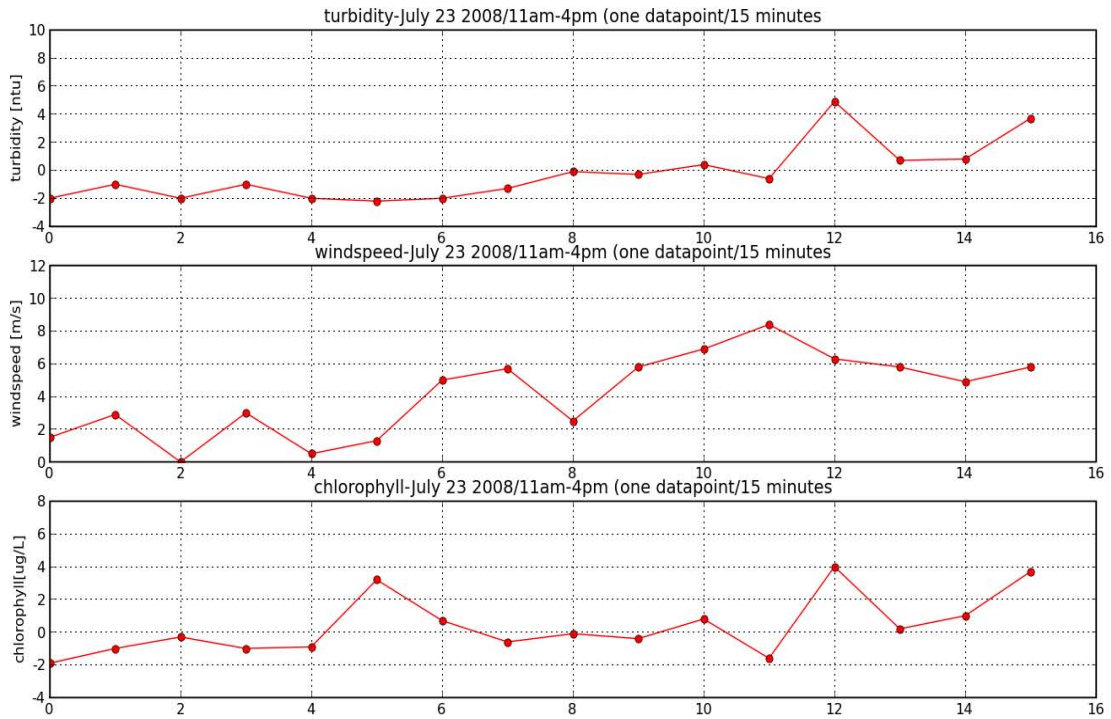 turbidity-July 23 2008/11am-4pm (one datapoint/15 minutes
turbidity [ntu]
10
8
6
4
2
0
-2
-4
0 2 4 6 8 10 12 14 16
windspeed-July 23 2008/11am-4pm (one datapoint/15 minutes
windspeed [m/s]
12
10
8
6
4
2
0
0 2 4 6 8 10 12 14 16
chlorophyll-July 23 2008/11am-4pm (one datapoint/15 minutes
chlorophyll[ug/L]
8
6
4
2
0
-2
-4
0 2 4 6 8 10 12 14 16